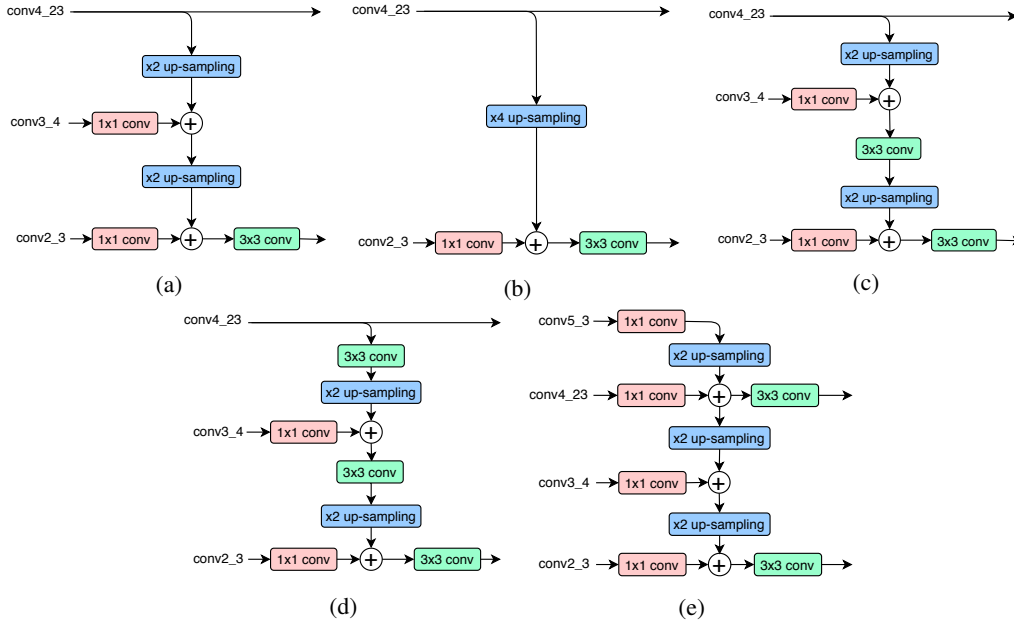 conv4_23
x2 up-sampling
conv3_4
1x1 conv
x2 up-sampling
conv2_3
1x1 conv
3x3 conv
(a)
conv4_23
x4 up-sampling
conv2_3
1x1 conv
3x3 conv
(b)
conv4_23
x2 up-sampling
conv3_4
1x1 conv
3x3 conv
x2 up-sampling
conv2_3
1x1 conv
3x3 conv
(c)
conv4_23
3x3 conv
x2 up-sampling
conv3_4
1x1 conv
3x3 conv
x2 up-sampling
conv2_3
1x1 conv
3x3 conv
(d)
conv5_3
1x1 conv
x2 up-sampling
conv4_23
1x1 conv
3x3 conv
x2 up-sampling
conv3_4
1x1 conv
x2 up-sampling
conv2_3
1x1 conv
3x3 conv
(e)